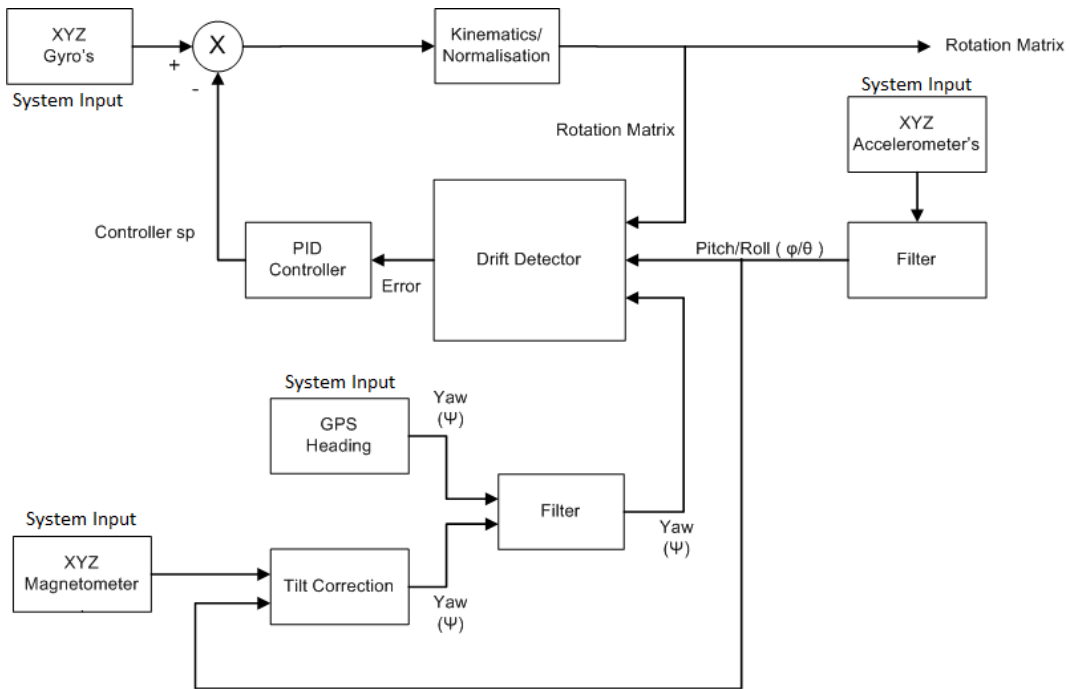 XYZ
Gyro's
System Input
+
-
X
Kinematics/
Normalisation
Rotation Matrix
Rotation Matrix
System Input
XYZ
Accelerometer's
Filter
Pitch/Roll ( φ/θ )
Drift Detector
Error
PID
Controller
Controller sp
System Input
GPS
Heading
Yaw
(Ψ)
Filter
Yaw
(Ψ)
System Input
XYZ
Magnetometer
Tilt Correction
Yaw
(Ψ)